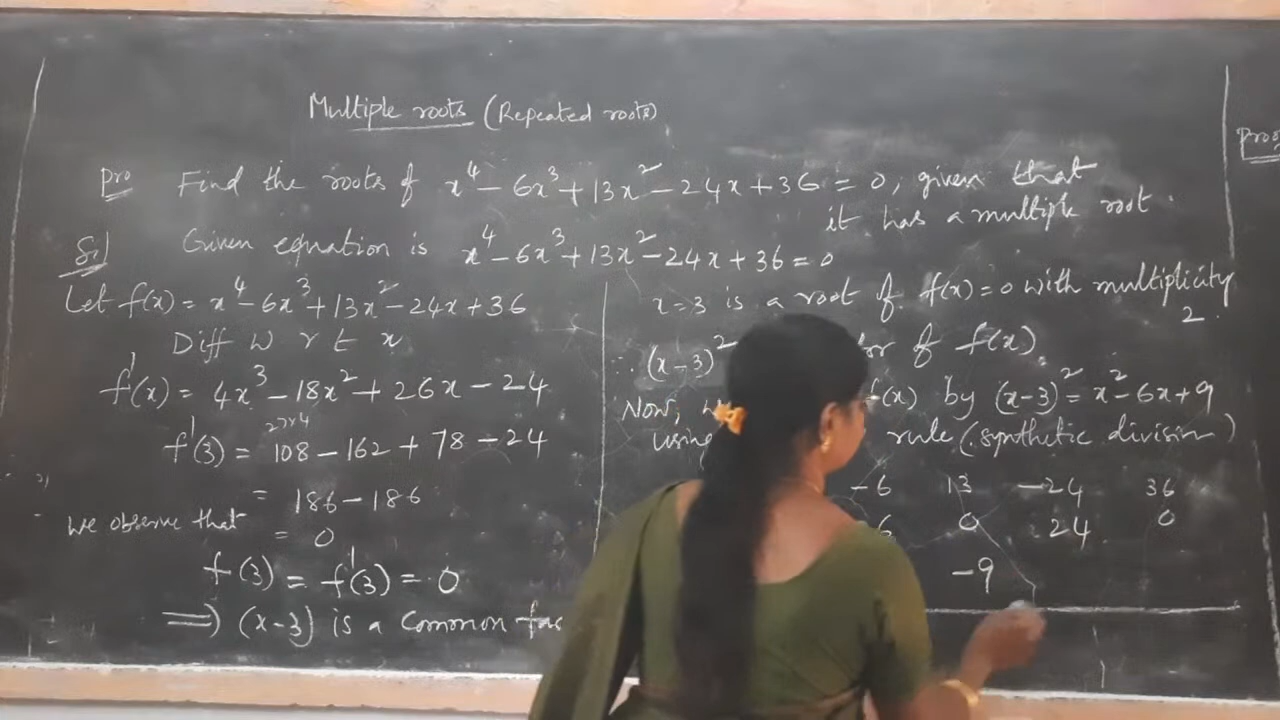 Multiple roots (Repeated roots)
Pro Find the roots of x⁴ - 6x³ + 13x² - 24x + 36 = 0, given that
it has a multiple root.
Sol Given equation is x⁴ - 6x³ + 13x² - 24x + 36 = 0
Let f(x) = x⁴ - 6x³ + 13x² - 24x + 36
Diff w r t x
f'(x) = 4x³ - 18x² + 26x - 24
27×4
f'(3) = 108 - 162 + 78 - 24
= 186 - 186
We observe that = 0
f(3) = f'(3) = 0
⟹ (x-3) is a common
x = 3 is a root of f(x) = 0 with multiplicity
2.
∴ (x-3)² of f(x).
Now, f(x) by (x-3)² = x² - 6x + 9
using rule (synthetic division)
-6 13 -24 36
0 24 0
-9